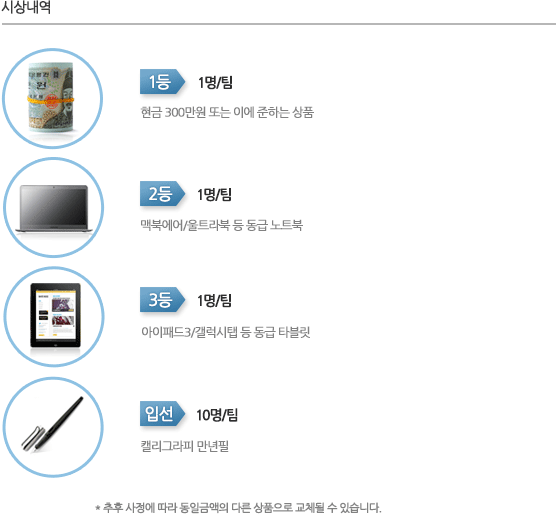 시상내역
1등 1명/팀
현금 300만원 또는 이에 준하는 상품
2등 1명/팀
맥북에어/울트라북 등 동급 노트북
3등 1명/팀
아이패드3/갤럭시탭 등 동급 타블릿
입선 10명/팀
캘리그라피 만년필
* 추후 사정에 따라 동일금액의 다른 상품으로 교체될 수 있습니다.